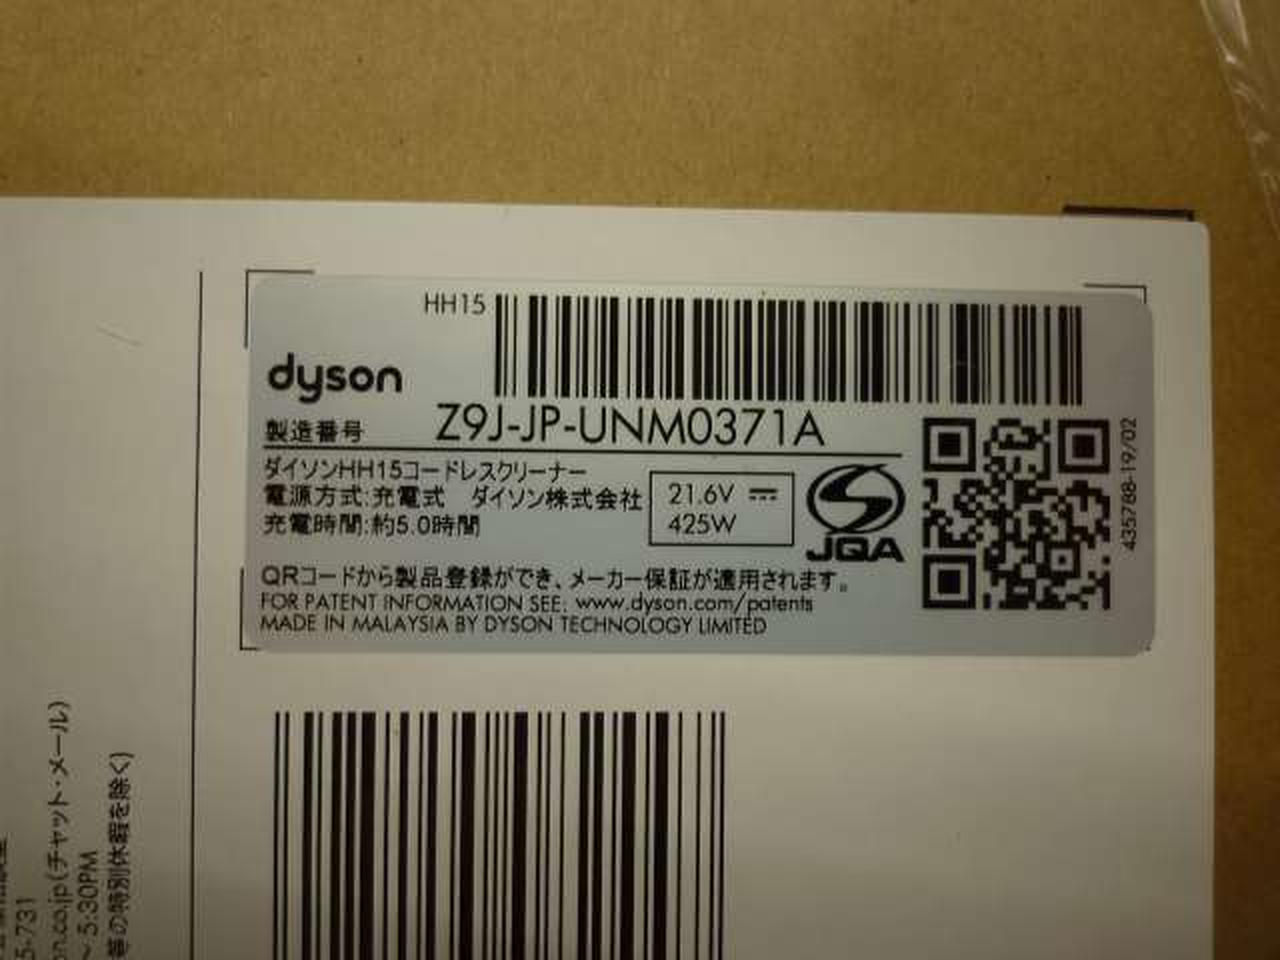 HH15
dyson
製造番号 Z9J-JP-UNM0371A
ダイソンHH15コードレスクリーナー
電源方式:充電式 ダイソン株式会社
充電時間:約5.0時間
21.6V
425W
JQA
435788-19/02
QRコードから製品登録ができ、メーカー保証が適用されます。
FOR PATENT INFORMATION SEE: www.dyson.com/patents
MADE IN MALAYSIA BY DYSON TECHNOLOGY LIMITED
5-731
on.co.jp(チャット・メール)
~ 5:30PM
等の特別休暇を除く)